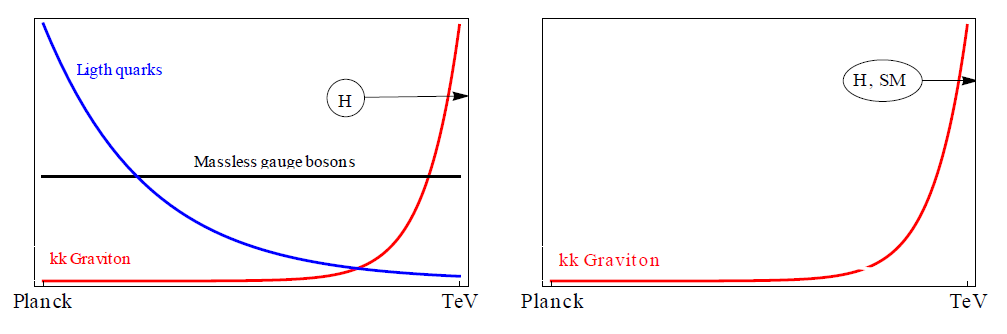 Ligth quarks
H
Massless gauge bosons
kk Graviton
Planck
TeV
H, SM
kk Graviton
Planck
TeV